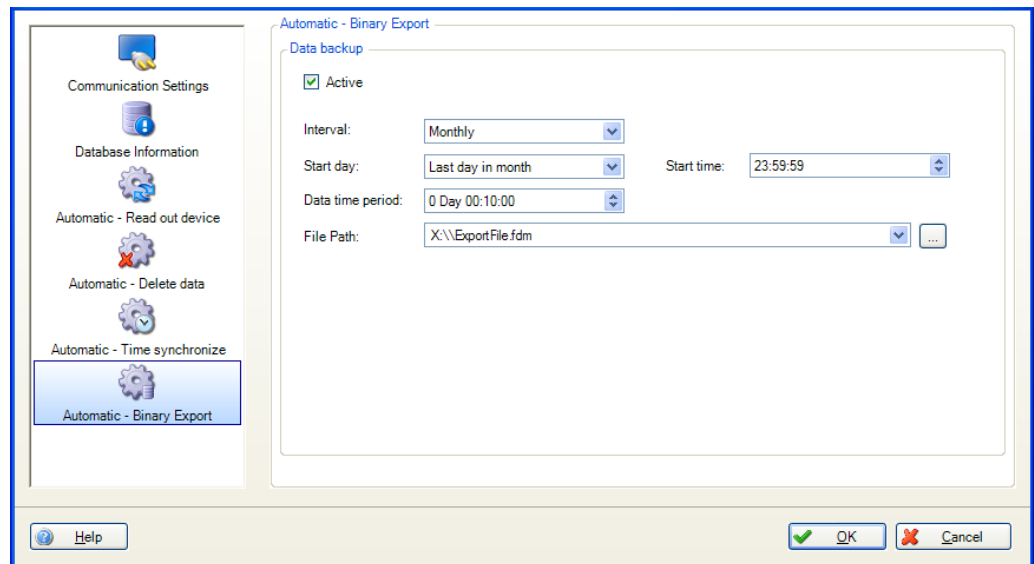 Communication Settings
Database Information
Automatic - Read out device
Automatic - Delete data
Automatic - Time synchronize
Automatic - Binary Export
Automatic - Binary Export
Data backup
Active
Interval: Monthly
Start day: Last day in month Start time: 23:59:59
Data time period: 0 Day 00:10:00
File Path: X:\\ExportFile.fdm ...
Help OK Cancel